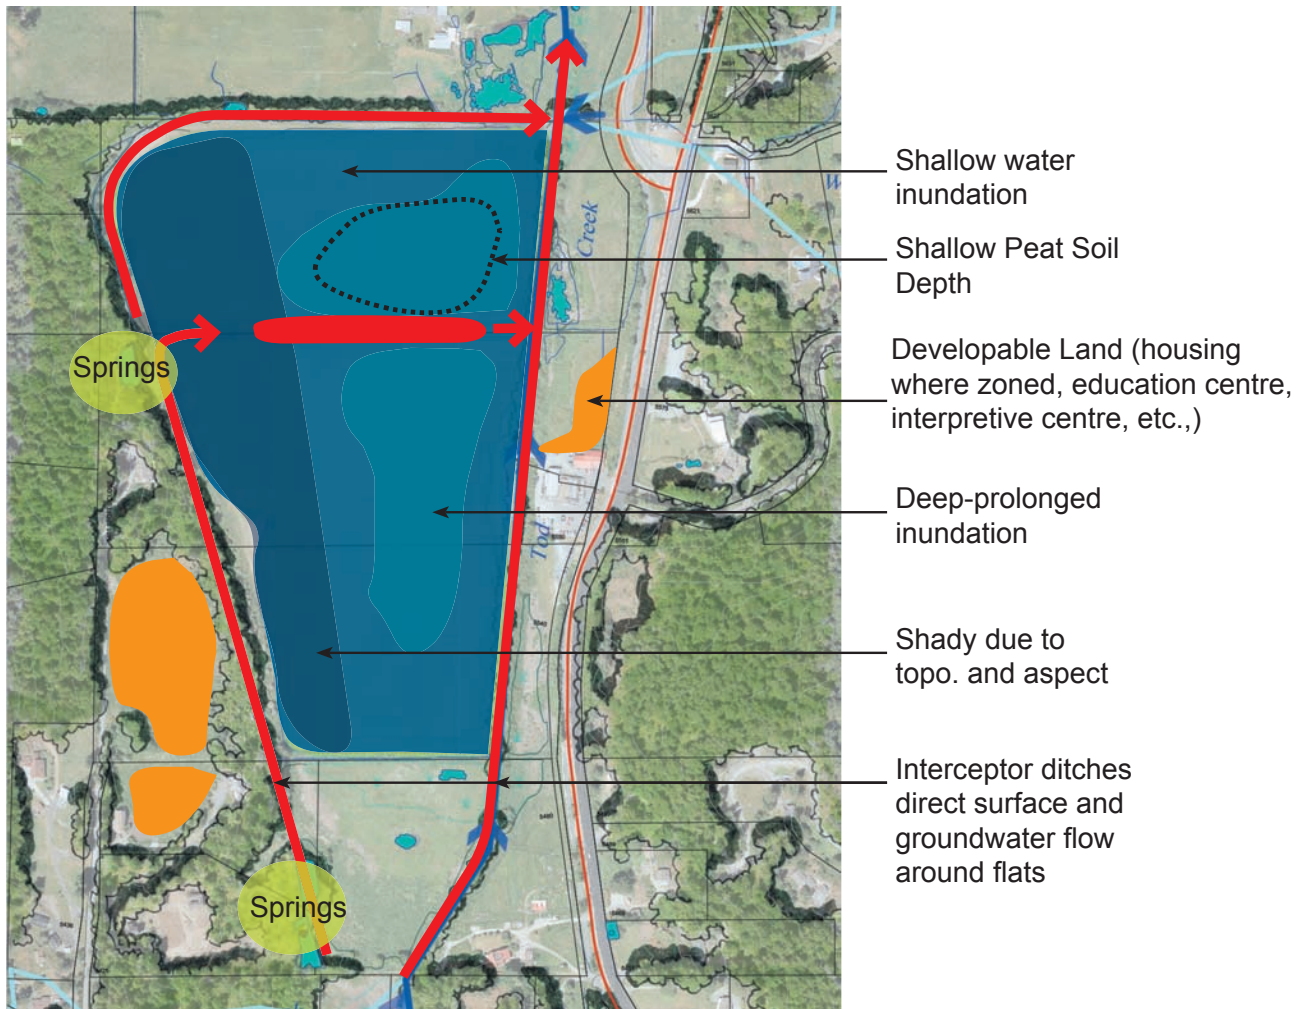 Shallow water
inundation
Shallow Peat Soil
Depth
Developable Land (housing
where zoned, education centre,
interpretive centre, etc.,)
Deep-prolonged
inundation
Shady due to
topo. and aspect
Interceptor ditches
direct surface and
groundwater flow
around flats
Springs
Springs
Tod
Creek
W